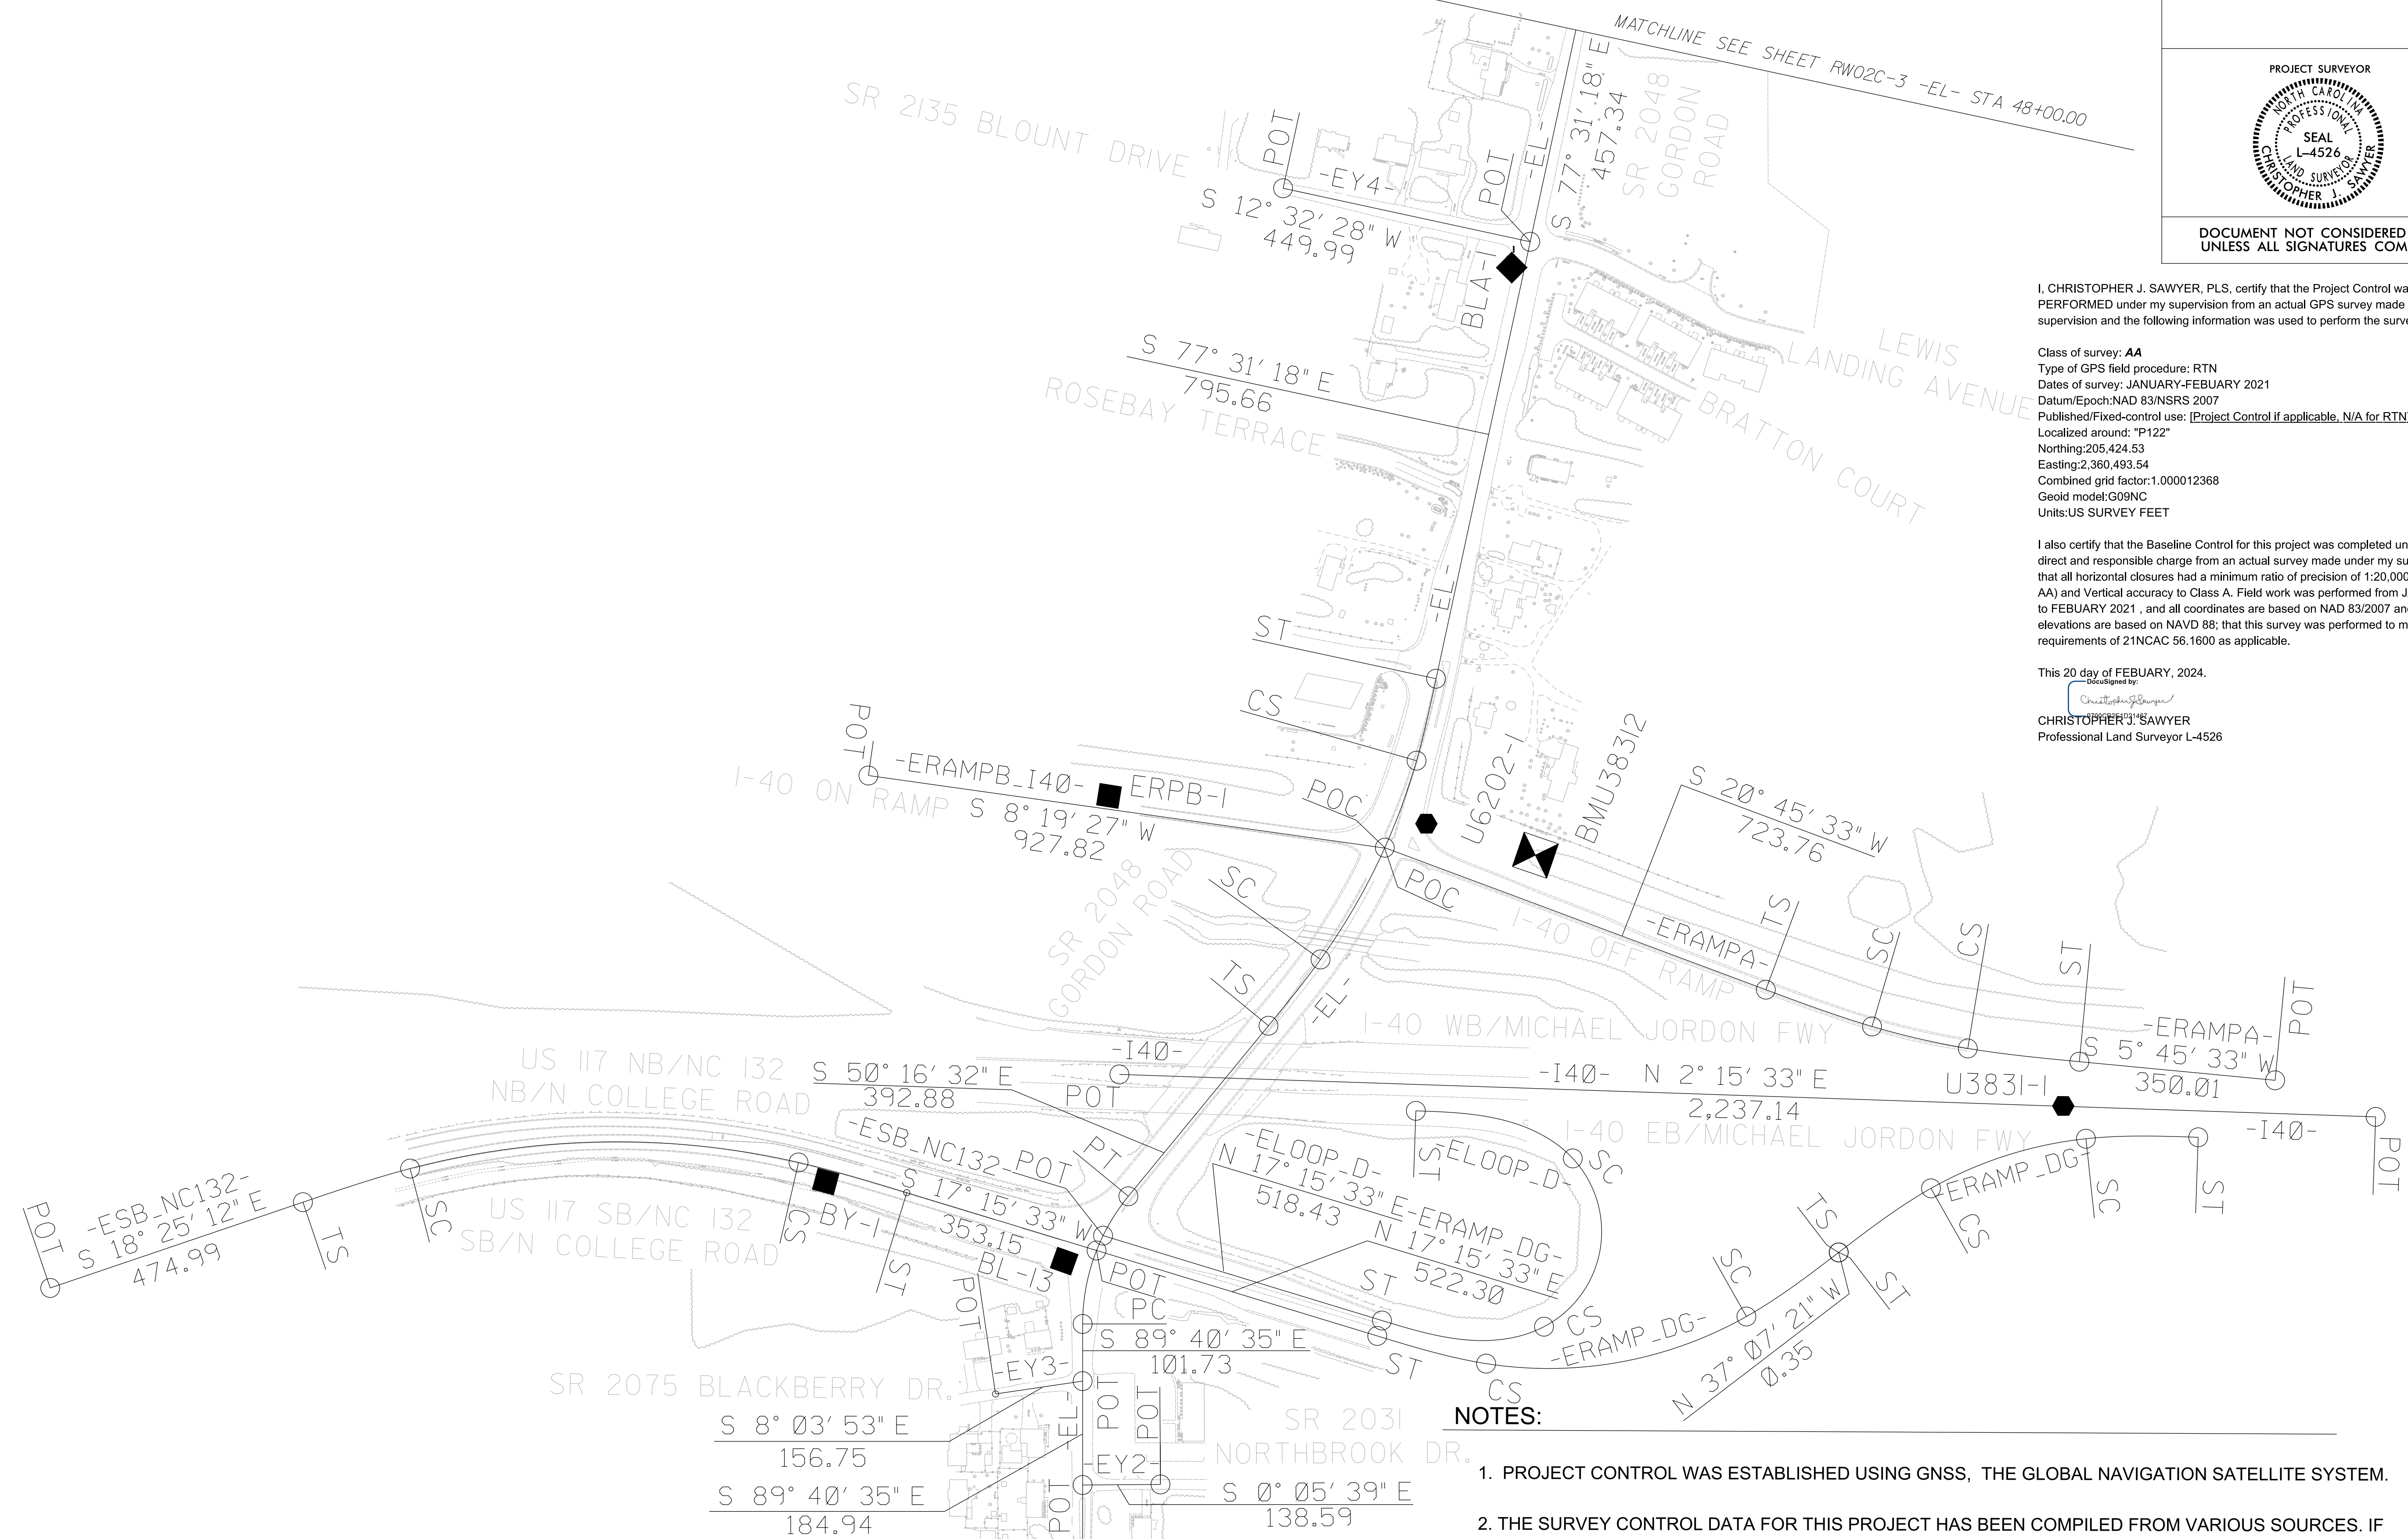 MATCHLINE SEE SHEET RW02C-3 -EL- STA 48+00.00
PROJECT SURVEYOR
NORTH CAROLINA
PROFESSIONAL
SEAL
L-4526
LAND SURVEYOR
CHRISTOPHER J. SAWYER
DOCUMENT NOT CONSIDERED
UNLESS ALL SIGNATURES COM
I, CHRISTOPHER J. SAWYER, PLS, certify that the Project Control wa
PERFORMED under my supervision from an actual GPS survey made
supervision and the following information was used to perform the surve
Class of survey: AA
Type of GPS field procedure: RTN
Dates of survey: JANUARY-FEBUARY 2021
Datum/Epoch:NAD 83/NSRS 2007
Published/Fixed-control use: [Project Control if applicable, N/A for RTN
Localized around: "P122"
Northing:205,424.53
Easting:2,360,493.54
Combined grid factor:1.000012368
Geoid model:G09NC
Units:US SURVEY FEET
I also certify that the Baseline Control for this project was completed un
direct and responsible charge from an actual survey made under my su
that all horizontal closures had a minimum ratio of precision of 1:20,000
AA) and Vertical accuracy to Class A. Field work was performed from J
to FEBUARY 2021 , and all coordinates are based on NAD 83/2007 an
elevations are based on NAVD 88; that this survey was performed to m
requirements of 21NCAC 56.1600 as applicable.
This 20 day of FEBUARY, 2024.
DocuSigned by:
Christopher J Sawyer
CHRISTOPHER J. SAWYER
Professional Land Surveyor L-4526
SR 2135 BLOUNT DRIVE
POT
-EY4-
S 12° 32' 28" W
449.99
POT
-EL-
S 77° 31' 18" E
457.34
SR 2048
GORDON
ROAD
BLA-1
S 77° 31' 18" E
795.66
ROSEBAY TERRACE
LEWIS
LANDING AVENUE
BRATTON COURT
-EL-
ST
CS
POT
-ERAMPB_I40-
ERPB-1
I-40 ON RAMP
S 8° 19' 27" W
927.82
POC
U6202-1
BMU38312
S 20° 45' 33" W
723.76
POC
SR 2048
GORDON ROAD
SC
TS
-EL-
I-40 OFF RAMP
-ERAMPA-
TS
SC
CS
ST
-ERAMPA-
S 5° 45' 33" W
350.01
POT
I-40 WB/MICHAEL JORDON FWY
-I40-
POT
-I40- N 2° 15' 33" E
2,237.14
U3831-1
I-40 EB/MICHAEL JORDON FWY
-I40-
POT
US 117 NB/NC 132
NB/N COLLEGE ROAD
S 50° 16' 32" E
392.88
-ESB_NC132-
POT
PT
POT
-ESB_NC132-
S 18° 25' 12" E
474.99
TS
SC
US 117 SB/NC 132
SB/N COLLEGE ROAD
CS
BY-1
ST
S 17° 15' 33" W
353.15
BL-13
-ELOOP_D-
N 17° 15' 33" E
518.43
ST
-ELOOP_D-
SC
-ERAMP_DG-
N 17° 15' 33" E
522.30
ST
CS
ST
CS
-ERAMP_DG-
SC
TS
ST
N 37° 07' 21" W
0.35
CS
-ERAMP_DG-
SC
ST
POT
PC
S 89° 40' 35" E
101.73
POT
-EY3-
SR 2075 BLACKBERRY DR.
S 8° 03' 53" E
156.75
S 89° 40' 35" E
184.94
-EL-
POT
POT
POT
-EY2-
SR 2031
NORTHBROOK DR.
S 0° 05' 39" E
138.59
NOTES:
1. PROJECT CONTROL WAS ESTABLISHED USING GNSS, THE GLOBAL NAVIGATION SATELLITE SYSTEM.
2. THE SURVEY CONTROL DATA FOR THIS PROJECT HAS BEEN COMPILED FROM VARIOUS SOURCES. IF